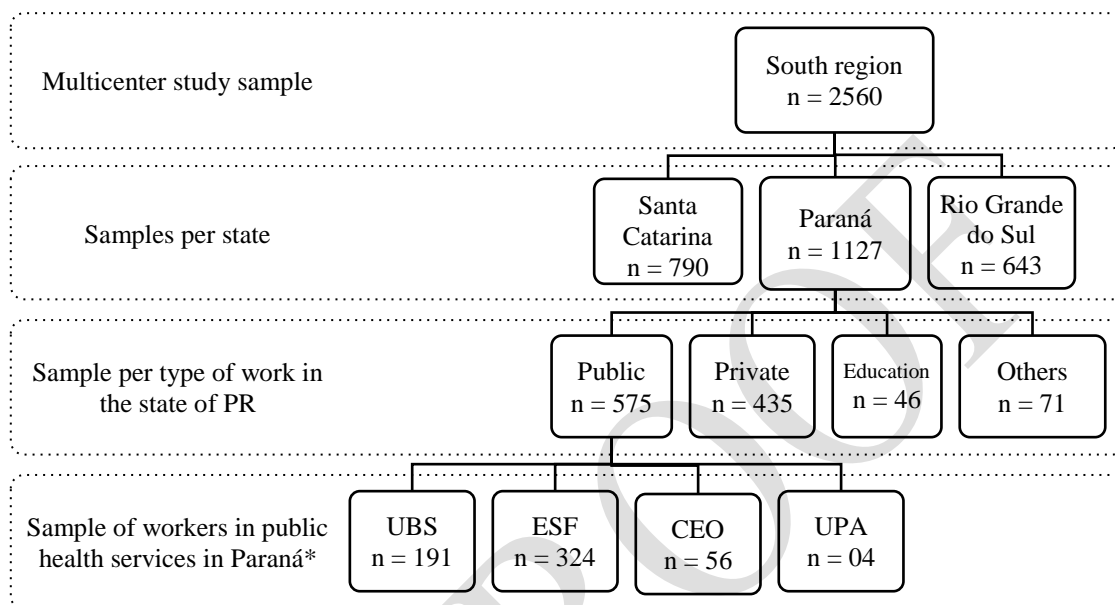 Multicenter study sample
South region
n = 2560
Samples per state
Santa
Catarina
n = 790
Paraná
n = 1127
Rio Grande
do Sul
n = 643
Sample per type of work in
the state of PR
Public
n = 575
Private
n = 435
Education
n = 46
Others
n = 71
Sample of workers in public
health services in Paraná*
UBS
n = 191
ESF
n = 324
CEO
n = 56
UPA
n = 04
PROOF